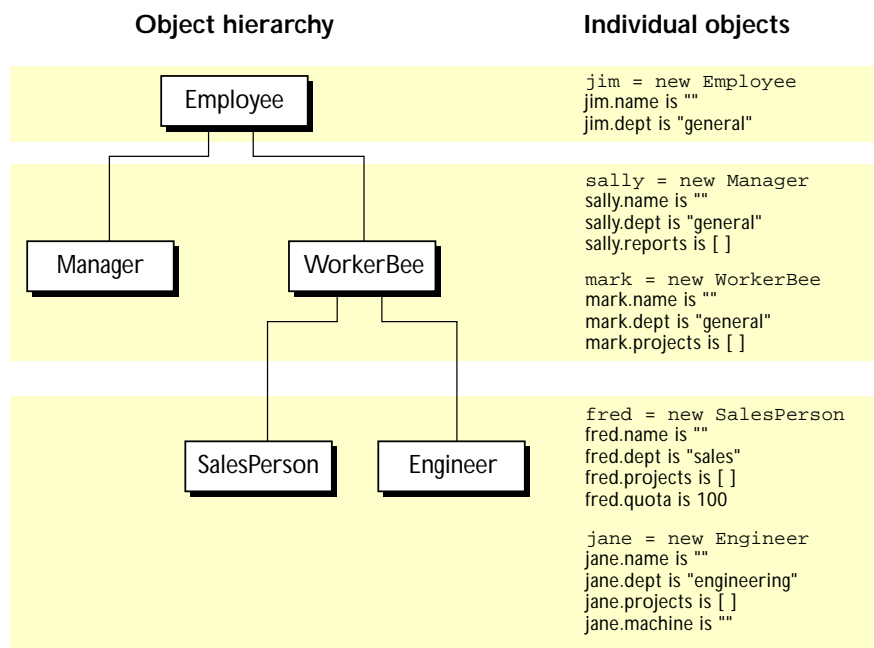 Object hierarchy
Individual objects
Employee
jim = new Employee
jim.name is ""
jim.dept is "general"
Manager
WorkerBee
sally = new Manager
sally.name is ""
sally.dept is "general"
sally.reports is [ ]
mark = new WorkerBee
mark.name is ""
mark.dept is "general"
mark.projects is [ ]
SalesPerson
Engineer
fred = new SalesPerson
fred.name is ""
fred.dept is "sales"
fred.projects is [ ]
fred.quota is 100
jane = new Engineer
jane.name is ""
jane.dept is "engineering"
jane.projects is [ ]
jane.machine is ""